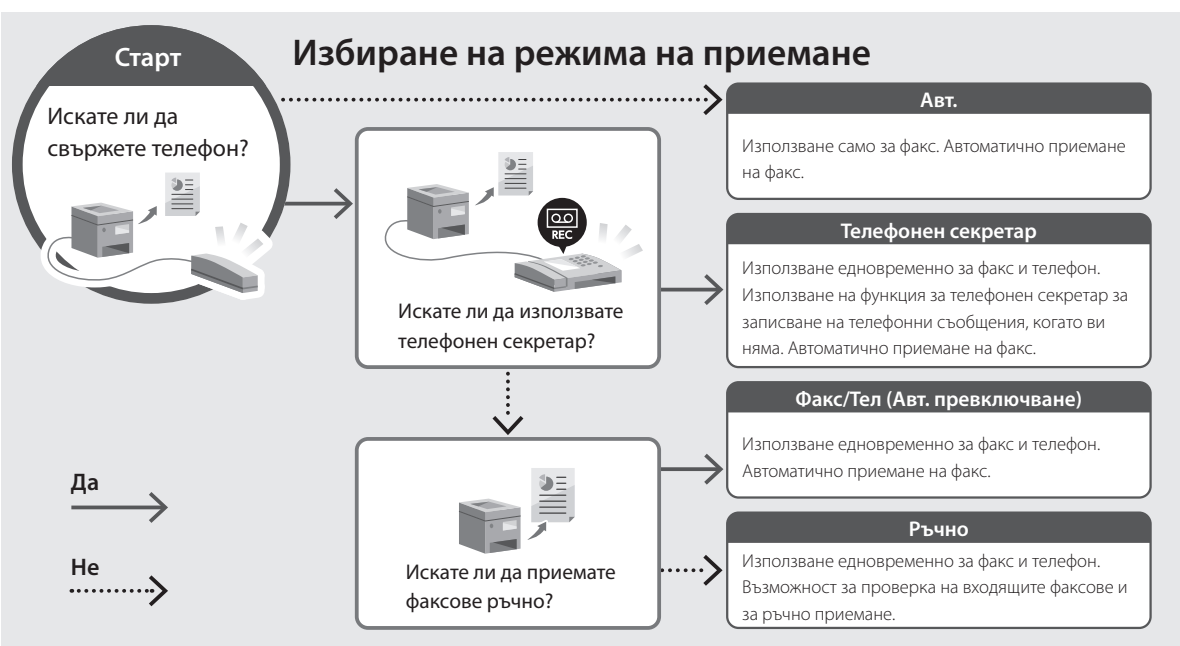 Старт
Избиране на режима на приемане
Искате ли да
свържете телефон?
Авт.
Използване само за факс. Автоматично приемане
на факс.
REC
Искате ли да използвате
телефонен секретар?
Телефонен секретар
Използване едновременно за факс и телефон.
Използване на функция за телефонен секретар за
записване на телефонни съобщения, когато ви
няма. Автоматично приемане на факс.
Факс/Тел (Авт. превключване)
Използване едновременно за факс и телефон.
Автоматично приемане на факс.
Да
Не
Искате ли да приемате
факсове ръчно?
Ръчно
Използване едновременно за факс и телефон.
Възможност за проверка на входящите факсове и
за ръчно приемане.